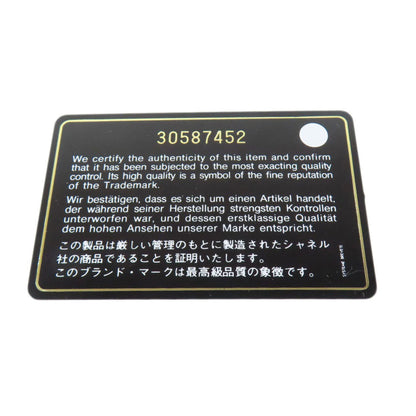 30587452
We certify the authenticity of this item and confirm
that it has been subjected to the most exacting quality
control. Its high quality is a symbol of the fine reputation
of the Trademark.
Wir bestätigen, dass es sich um einen Artikel handelt,
der während seiner Herstellung strengsten Kontrollen
unterworfen wird, und dessen erstklassige Qualität
dem hohen Ansehen unserer Marke entspricht.
この製品は厳しい管理のもとに製造されたシャネル
社の商品であることを証明いたします。
このブランド・マークは最高級品質の象徴です。